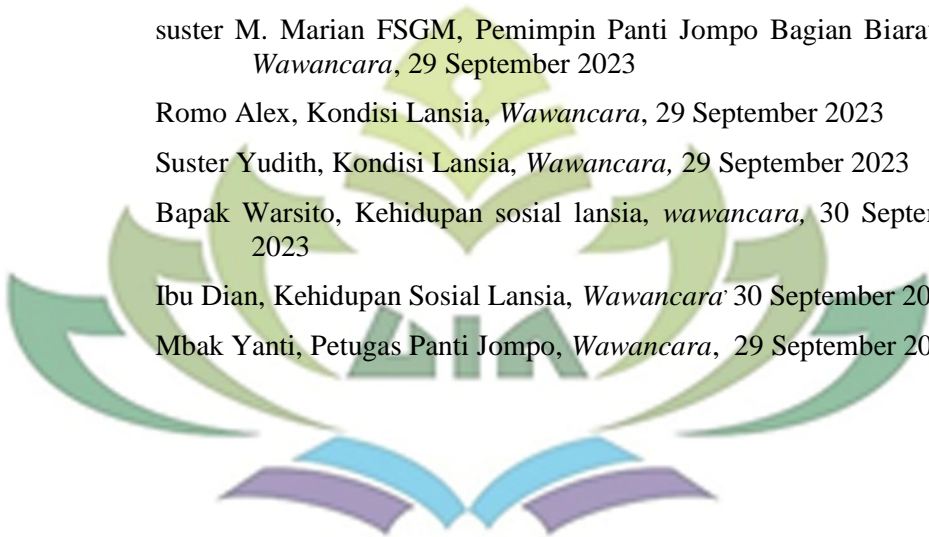 suster M. Marian FSGM, Pemimpin Panti Jompo Bagian
Wawancara, 29 September 2023
Romo Alex, Kondisi Lansia, Wawancara, 29 September 2023
Suster Yudith, Kondisi Lansia, Wawancara, 29 September 2023
Bapak Warsito, Kehidupan sosial lansia, wawancara, 30
2023
Ibu Dian, Kehidupan Sosial Lansia, Wawancara, 30 September
Mbak Yanti, Petugas Panti Jompo, Wawancara, 29 September